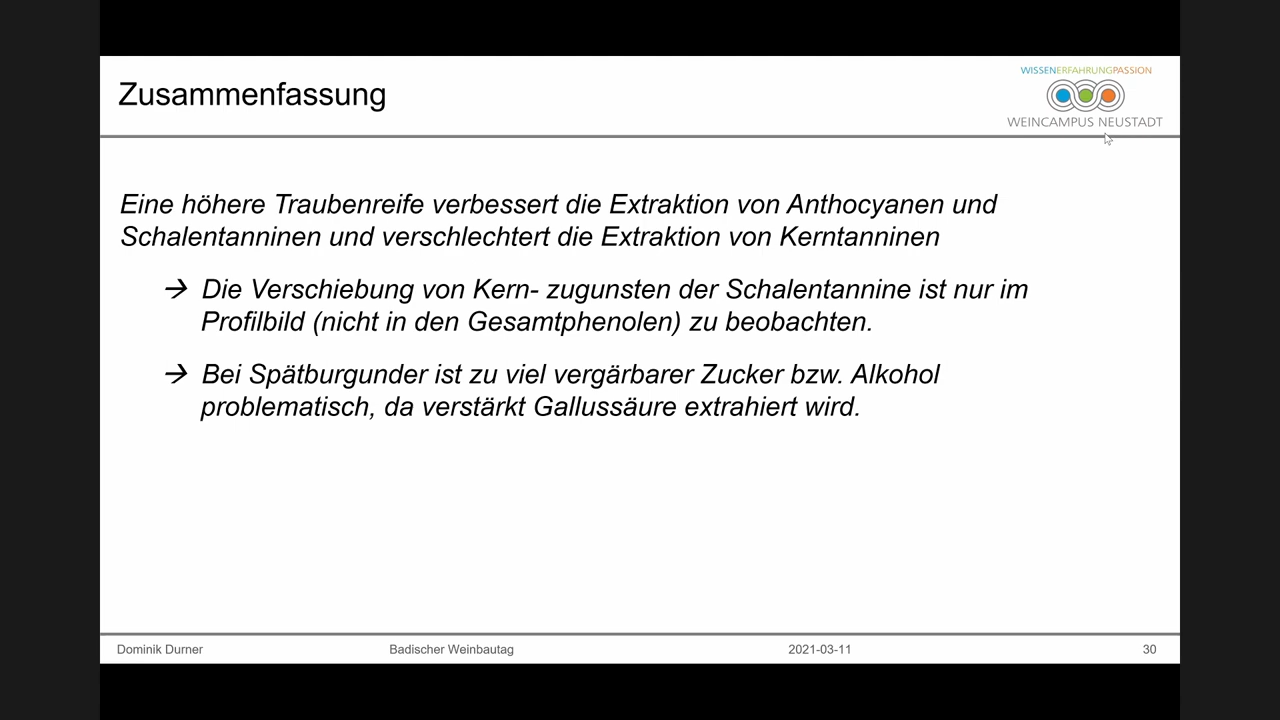 Zusammenfassung
WISSENERFAHRUNGPASSION
WEINCAMPUS NEUSTADT
Eine höhere Traubenreife verbessert die Extraktion von Anthocyanen und
Schalentanninen und verschlechtert die Extraktion von Kerntanninen
→ Die Verschiebung von Kern- zugunsten der Schalentannine ist nur im
Profilbild (nicht in den Gesamtphenolen) zu beobachten.
→ Bei Spätburgunder ist zu viel vergärbarer Zucker bzw. Alkohol
problematisch, da verstärkt Gallussäure extrahiert wird.
Dominik Durner Badischer Weinbautag 2021-03-11 30